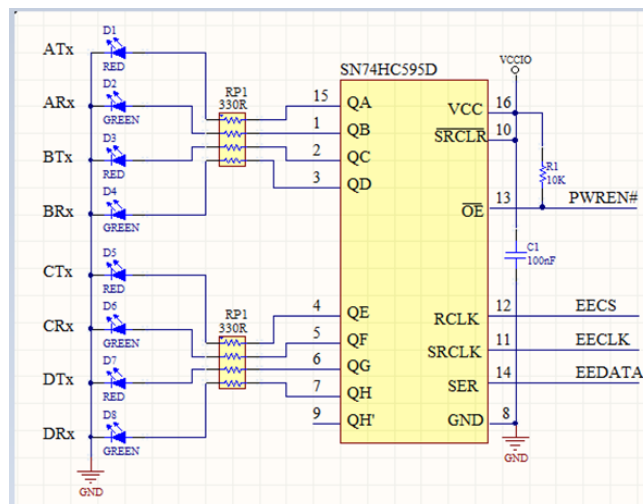 ATx
D1
RED
ARx
D2
GREEN
BTx
D3
RED
BRx
D4
GREEN
CTx
D5
RED
CRx
D6
GREEN
DTx
D7
RED
DRx
D8
GREEN
GND
RP1
330R
RP1
330R
SN74HC595D
15 QA
1 QB
2 QC
3 QD
4 QE
5 QF
6 QG
7 QH
9 QH'
VCC 16
SRCLR 10
OE 13
RCLK 12
SRCLK 11
SER 14
GND 8
VCCIO
R1
10K
PWREN#
C1
100nF
EECS
EECLK
EEDATA
GND